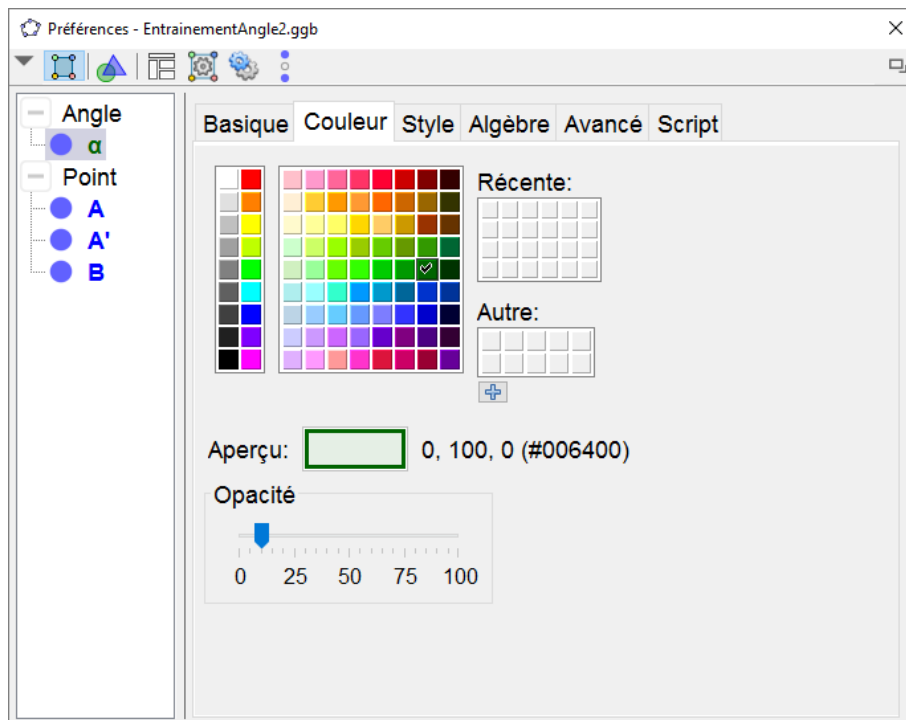 Préférences - EntrainementAngle2.ggb
Angle
α
Point
A
A'
B
Basique Couleur Style Algèbre Avancé Script
Récente:
Autre:
Aperçu: 0, 100, 0 (#006400)
Opacité
0 25 50 75 100